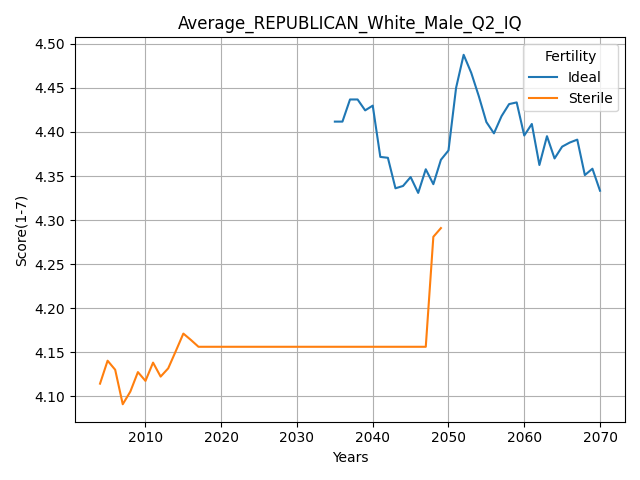 Average_REPUBLICAN_White_Male_Q2_IQ
Fertility
Ideal
Sterile
Score(1-7)
4.50
4.45
4.40
4.35
4.30
4.25
4.20
4.15
4.10
2010 2020 2030 2040 2050 2060 2070
Years